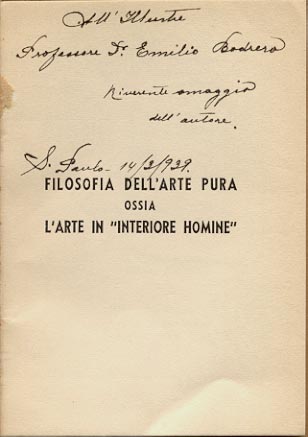 All' Illustre
Professore Dr. Emilio Bodrero
Riverente omaggio
dell' autore.
S. Paulo - 14/3/939.
FILOSOFIA DELL'ARTE PURA
OSSIA
L'ARTE IN "INTERIORE HOMINE"